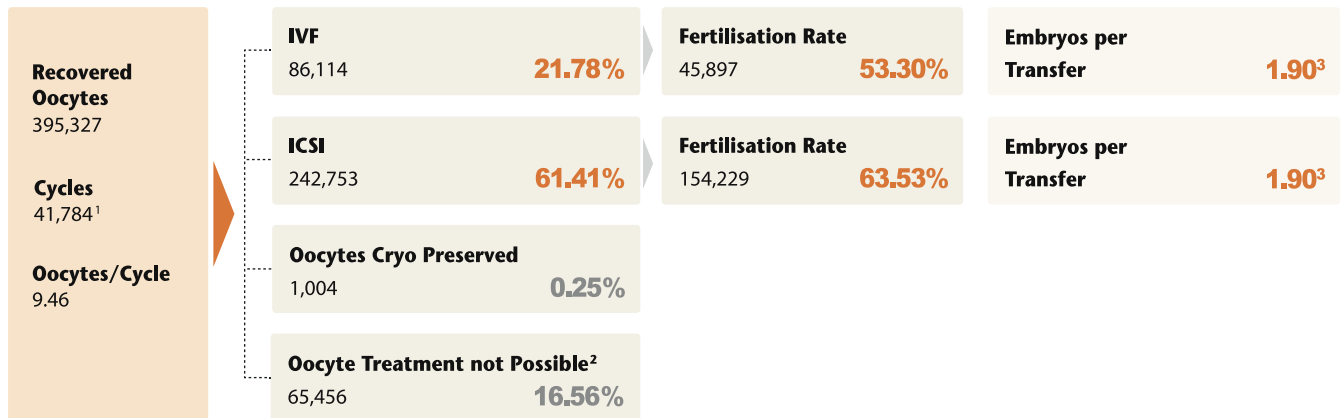 Recovered
Oocytes
395,327
Cycles
41,784¹
Oocytes/Cycle
9.46
IVF
86,114 21.78%
Fertilisation Rate
45,897 53.30%
Embryos per
Transfer 1.90³
ICSI
242,753 61.41%
Fertilisation Rate
154,229 63.53%
Embryos per
Transfer 1.90³
Oocytes Cryo Preserved
1,004 0.25%
Oocyte Treatment not Possible²
65,456 16.56%